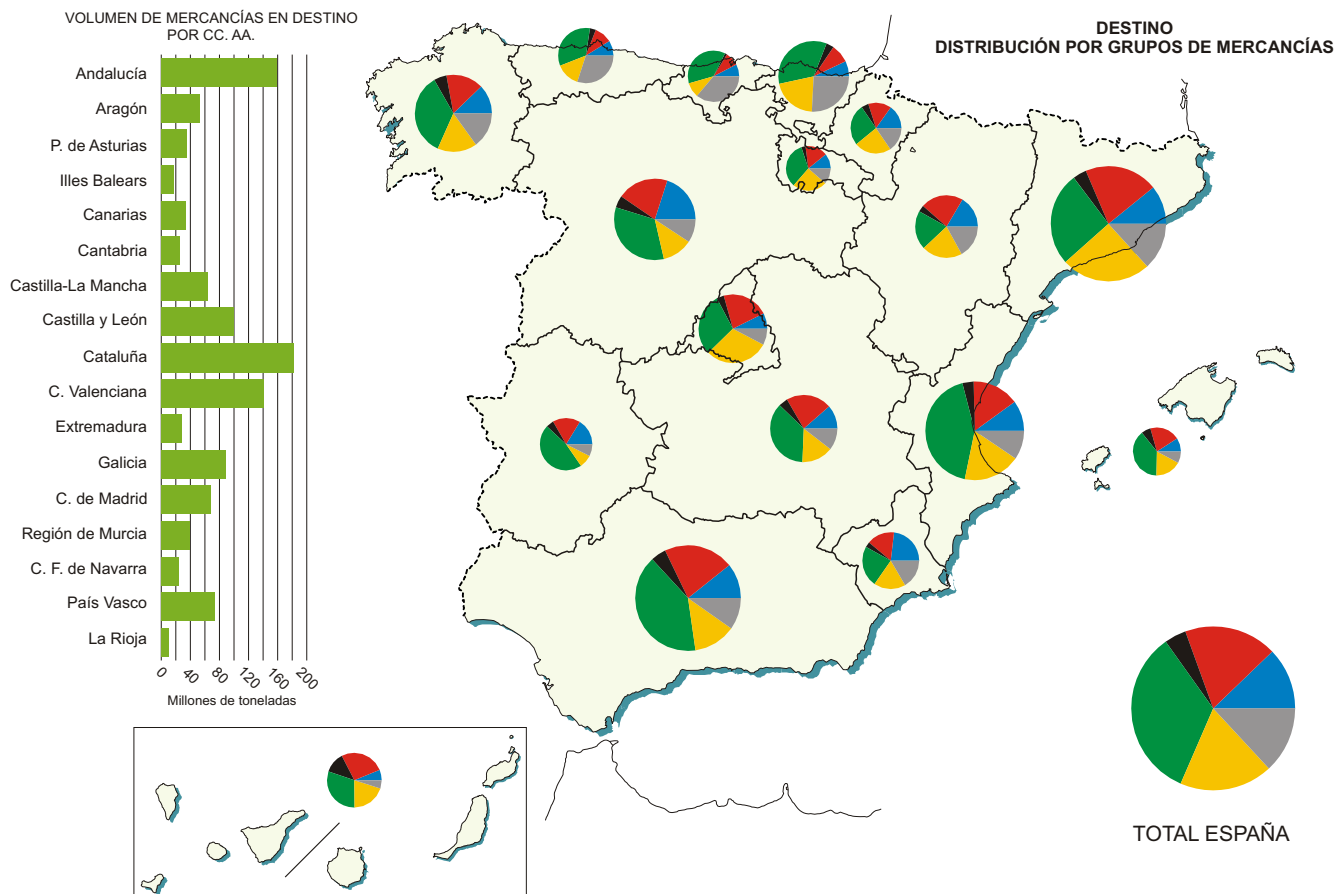 VOLUMEN DE MERCANCÍAS EN DESTINO
POR CC. AA.
Andalucía
Aragón
P. de Asturias
Illes Balears
Canarias
Cantabria
Castilla-La Mancha
Castilla y León
Cataluña
C. Valenciana
Extremadura
Galicia
C. de Madrid
Región de Murcia
C. F. de Navarra
País Vasco
La Rioja
0 40 80 120 160 200
Millones de toneladas
DESTINO
DISTRIBUCIÓN POR GRUPOS DE MERCANCÍAS
TOTAL ESPAÑA